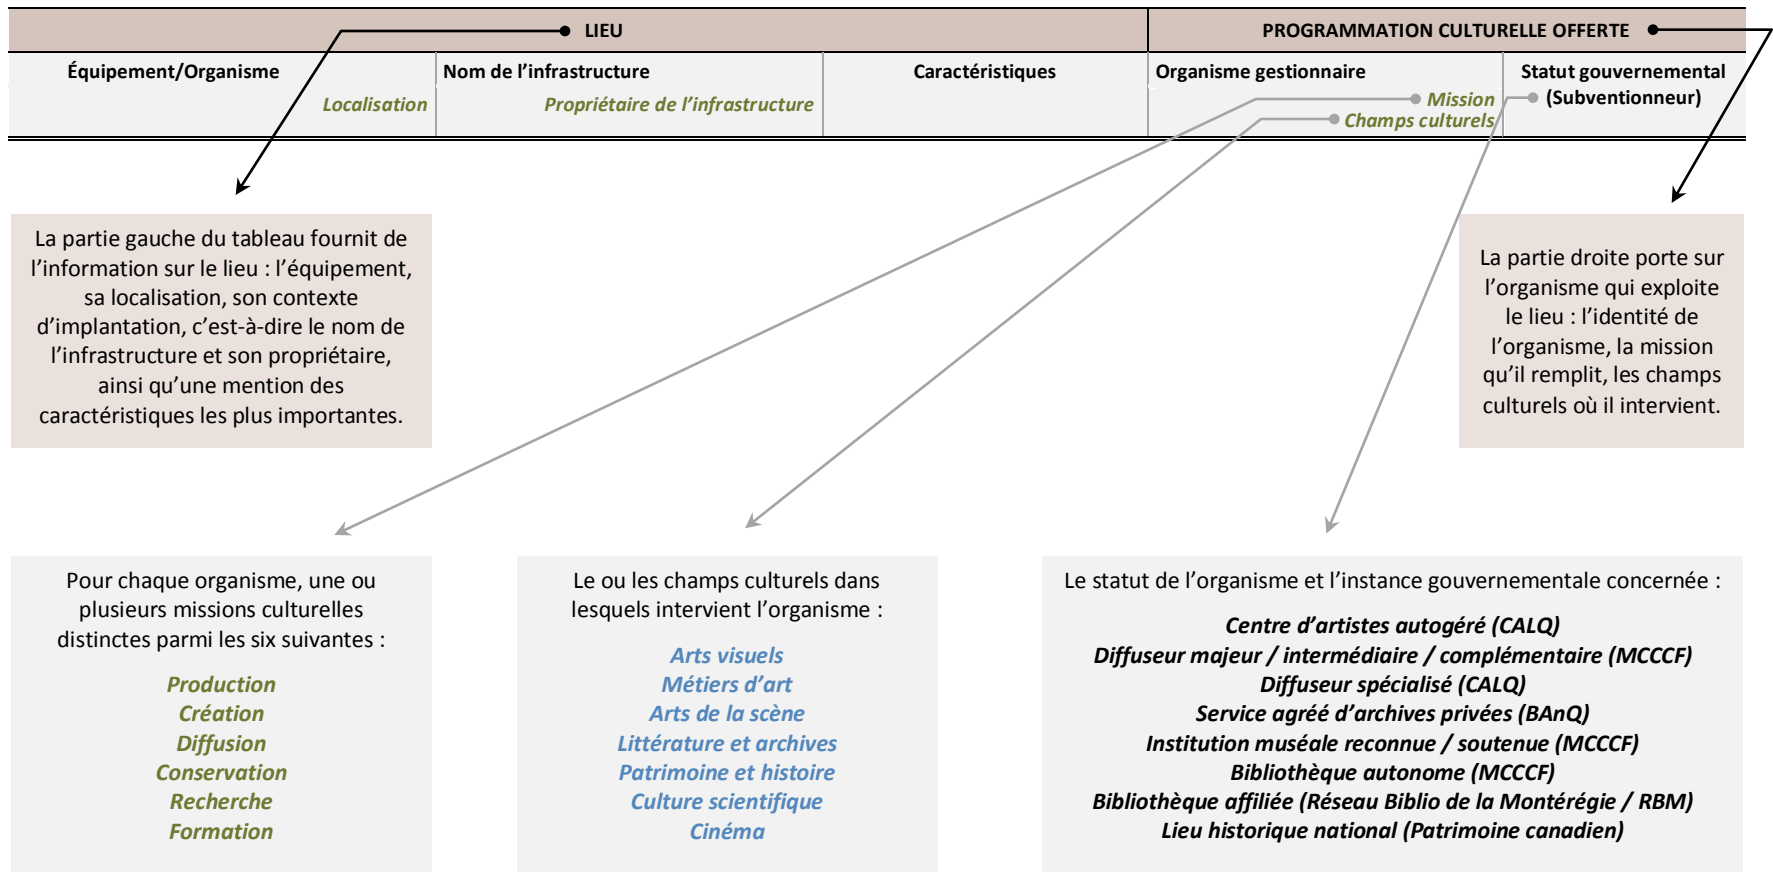 LIEU
PROGRAMMATION CULTURELLE OFFERTE
Équipement/Organisme
Localisation
Nom de l’infrastructure
Propriétaire de l’infrastructure
Caractéristiques
Organisme gestionnaire
Mission
Champs culturels
Statut gouvernemental
(Subventionneur)
La partie gauche du tableau fournit de
l’information sur le lieu : l’équipement,
sa localisation, son contexte
d’implantation, c’est-à-dire le nom de
l’infrastructure et son propriétaire,
ainsi qu’une mention des
caractéristiques les plus importantes.
La partie droite porte sur
l’organisme qui exploite
le lieu : l’identité de
l’organisme, la mission
qu’il remplit, les champs
culturels où il intervient.
Pour chaque organisme, une ou
plusieurs missions culturelles
distinctes parmi les six suivantes :
Production
Création
Diffusion
Conservation
Recherche
Formation
Le ou les champs culturels dans
lesquels intervient l’organisme :
Arts visuels
Métiers d’art
Arts de la scène
Littérature et archives
Patrimoine et histoire
Culture scientifique
Cinéma
Le statut de l’organisme et l’instance gouvernementale concernée :
Centre d’artistes autogéré (CALQ)
Diffuseur majeur / intermédiaire / complémentaire (MCCCF)
Diffuseur spécialisé (CALQ)
Service agréé d’archives privées (BAnQ)
Institution muséale reconnue / soutenue (MCCCF)
Bibliothèque autonome (MCCCF)
Bibliothèque affiliée (Réseau Biblio de la Montérégie / RBM)
Lieu historique national (Patrimoine canadien)